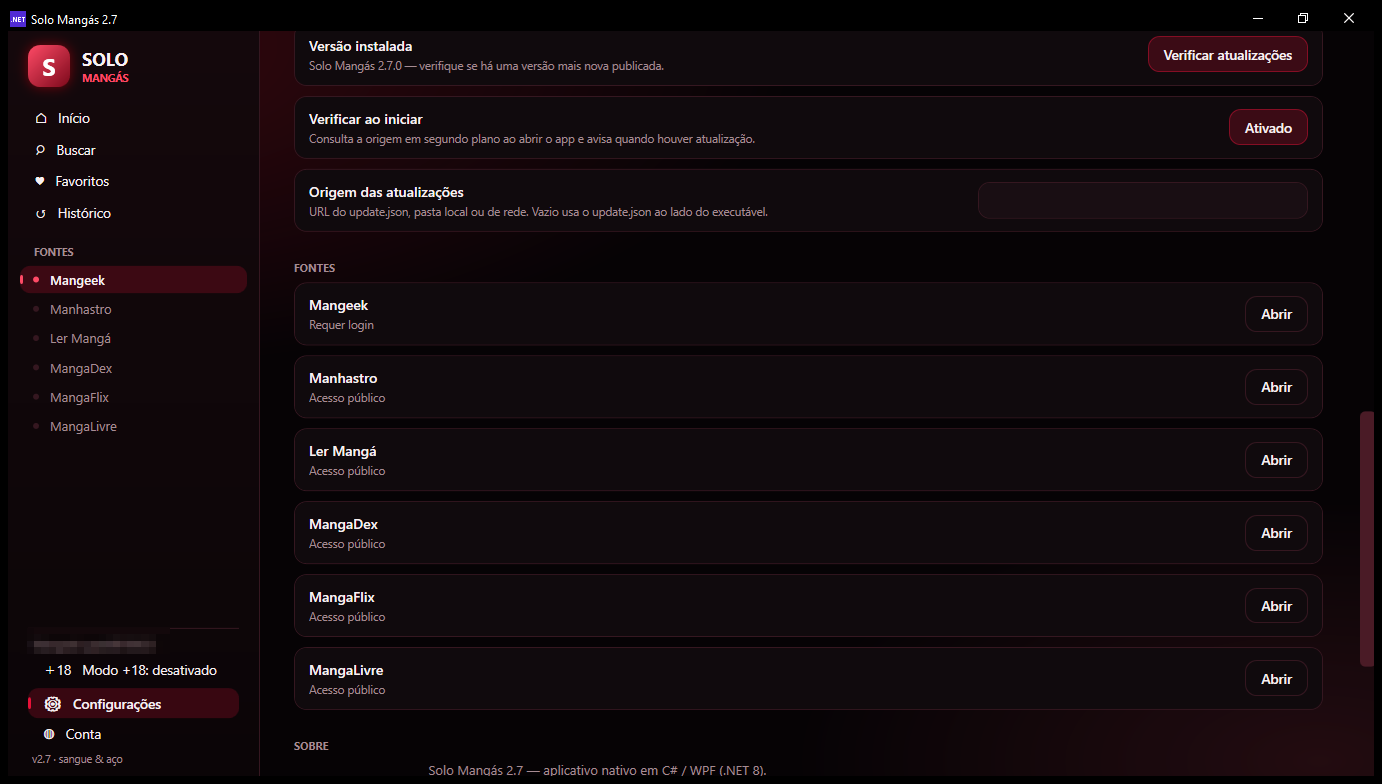 .NET Solo Mangás 2.7
S
SOLO
MANGÁS
Início
Buscar
Favoritos
Histórico
FONTES
Mangeek
Manhastro
Ler Mangá
MangaDex
MangaFlix
MangaLivre
+18 Modo +18: desativado
Configurações
Conta
v2.7 · sangue & aço
Versão instalada
Solo Mangás 2.7.0 — verifique se há uma versão mais nova publicada.
Verificar atualizações
Verificar ao iniciar
Consulta a origem em segundo plano ao abrir o app e avisa quando houver atualização.
Ativado
Origem das atualizações
URL do update.json, pasta local ou de rede. Vazio usa o update.json ao lado do executável.
FONTES
Mangeek
Requer login
Abrir
Manhastro
Acesso público
Abrir
Ler Mangá
Acesso público
Abrir
MangaDex
Acesso público
Abrir
MangaFlix
Acesso público
Abrir
MangaLivre
Acesso público
Abrir
SOBRE
Solo Mangás 2.7 — aplicativo nativo em C# / WPF (.NET 8).